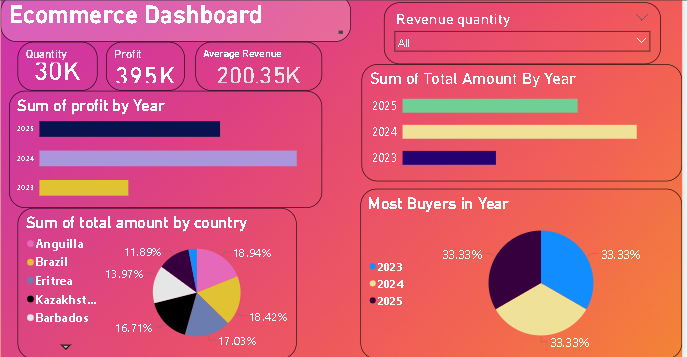 Ecommerce Dashboard
Quantity
30K
Profit
395K
Average Revenue
200.35K
Revenue quantity
All
Sum of profit by Year
2025
2024
2023
Sum of Total Amount By Year
2025
2024
2023
Sum of total amount by country
Anguilla
Brazil
Eritrea
Kazakhst...
Barbados
18.94%
18.42%
17.03%
16.71%
13.97%
11.89%
Most Buyers in Year
2023
2024
2025
33.33%
33.33%
33.33%